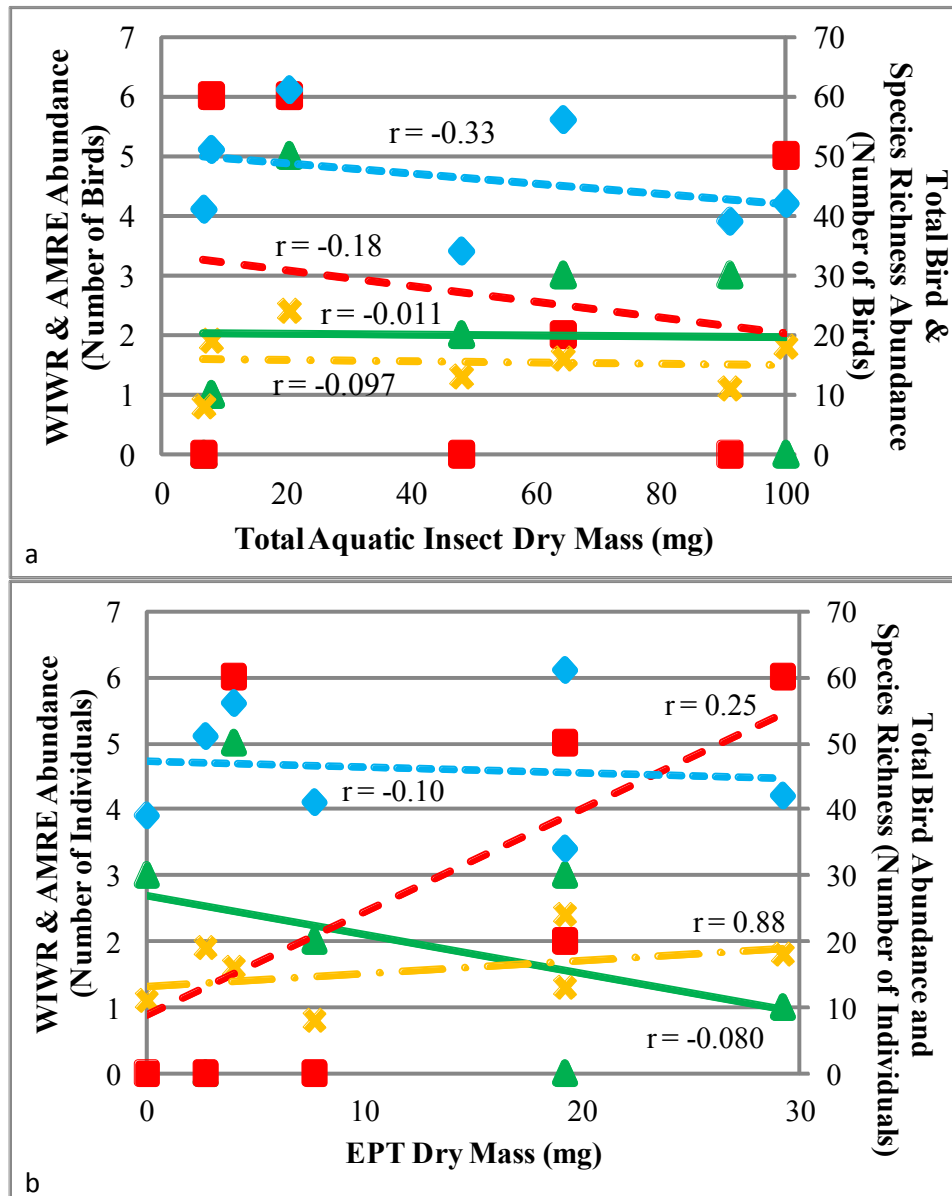 7
6
5
4
3
2
1
0
WIWR & AMRE Abundance
(Number of Birds)
70
60
50
40
30
20
10
0
Total Bird &
Species Richness Abundance
(Number of Birds)
r = -0.33
r = -0.18
r = -0.011
r = -0.097
0 20 40 60 80 100
Total Aquatic Insect Dry Mass (mg)
a
7
6
5
4
3
2
1
0
WIWR & AMRE Abundance
(Number of Individuals)
70
60
50
40
30
20
10
0
Total Bird Abundance and
Species Richness (Number of Individuals)
r = 0.25
r = -0.10
r = 0.88
r = -0.080
0 10 20 30
EPT Dry Mass (mg)
b